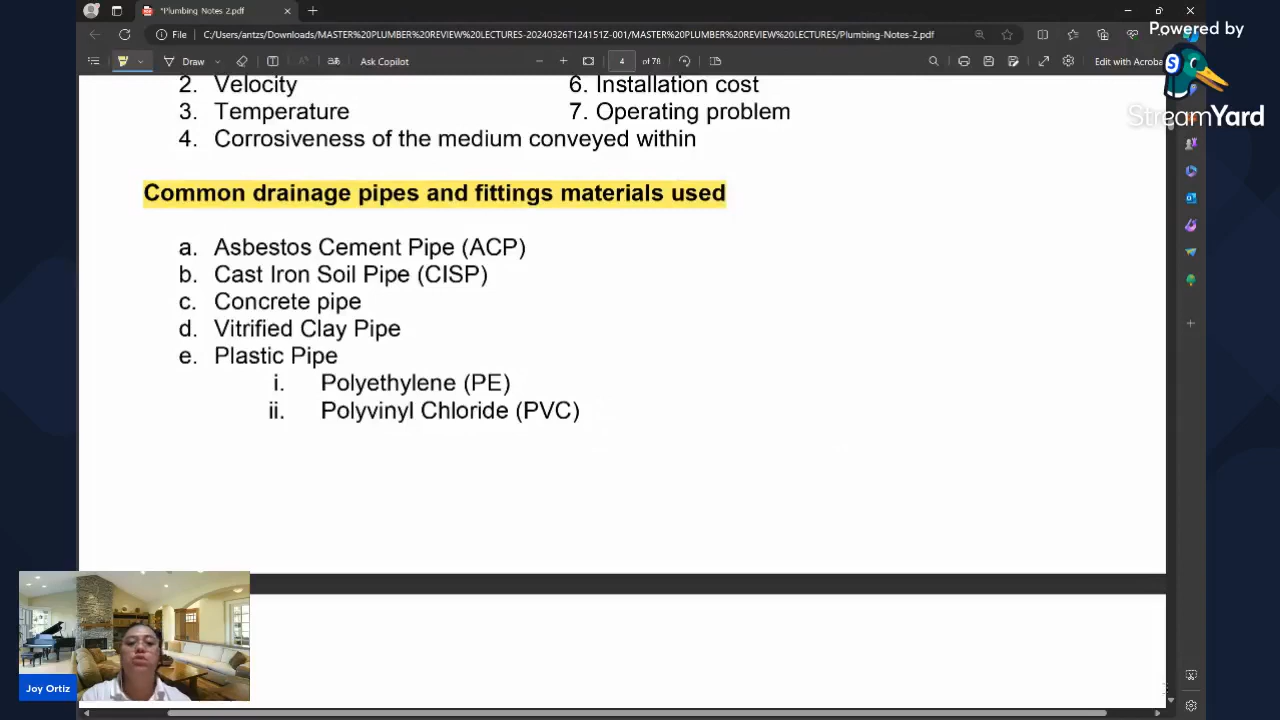 *Plumbing Notes 2.pdf
File C:/Users/antzs/Downloads/MASTER%20PLUMBER%20REVIEW%20LECTURES-20240326T124151Z-001/MASTER%20PLUMBER%20REVIEW%20LECTURES/Plumbing-Notes-2.pdf
Powered by
StreamYard
Draw Ask Copilot 4 of 78 Edit with Acroba
2. Velocity 6. Installation cost
3. Temperature 7. Operating problem
4. Corrosiveness of the medium conveyed within
Common drainage pipes and fittings materials used
a. Asbestos Cement Pipe (ACP)
b. Cast Iron Soil Pipe (CISP)
c. Concrete pipe
d. Vitrified Clay Pipe
e. Plastic Pipe
i. Polyethylene (PE)
ii. Polyvinyl Chloride (PVC)
Joy Ortiz